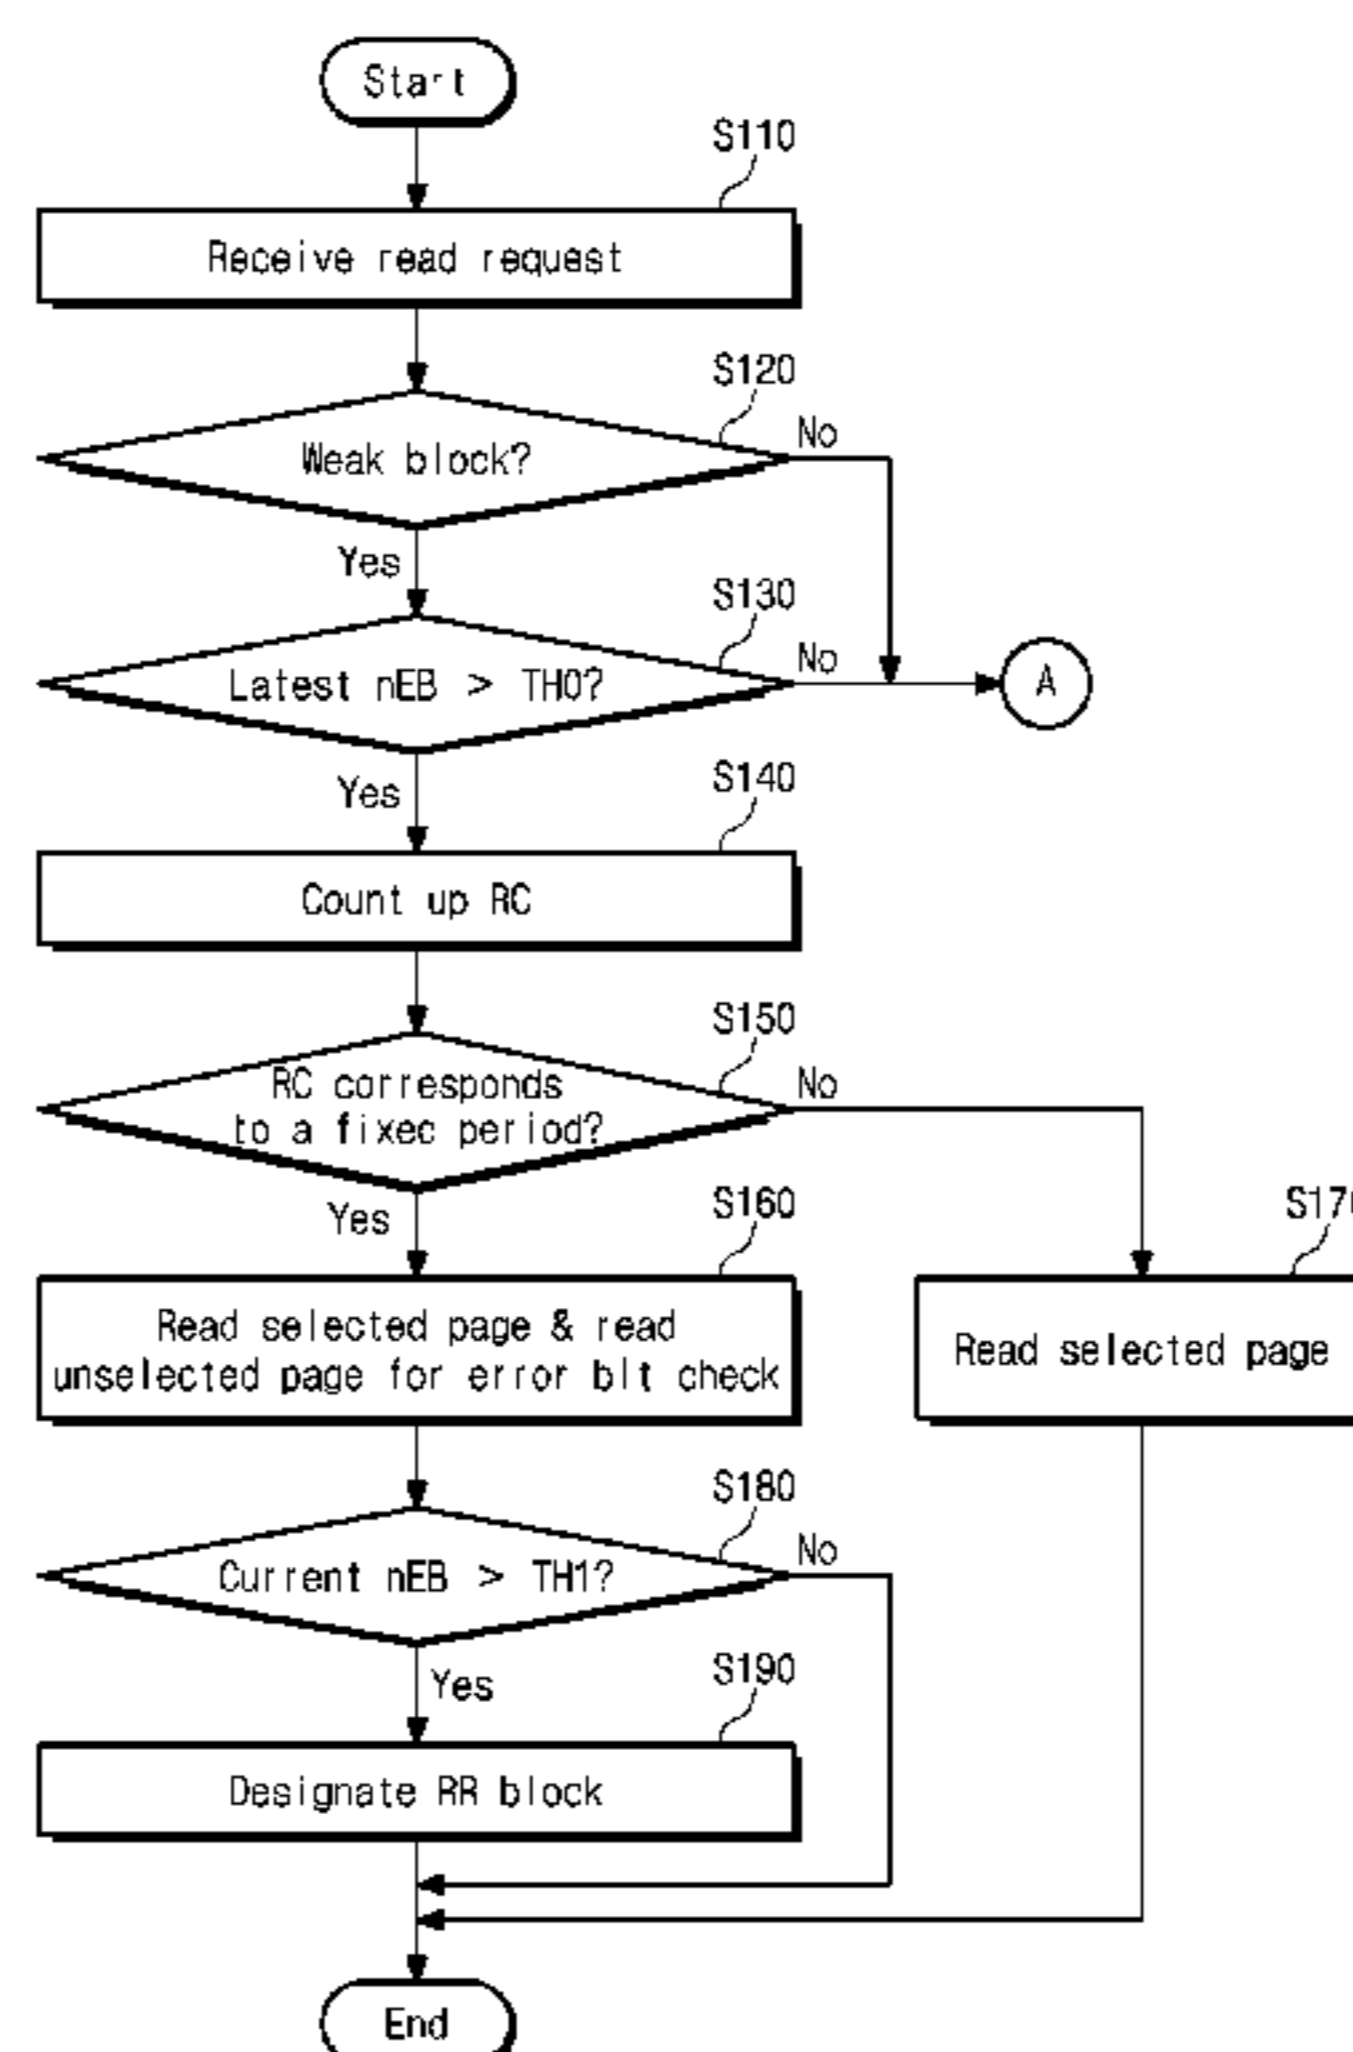 Start
S110
Receive read request
S120
Weak block?
No
Yes
S130
Latest nEB > TH0?
No
A
Yes
S140
Count up RC
S150
RC corresponds
to a fixed period?
No
Yes
S160
Read selected page & read
unselected page for error bit check
S170
Read selected page
S180
Current nEB > TH1?
No
Yes
S190
Designate RR block
End